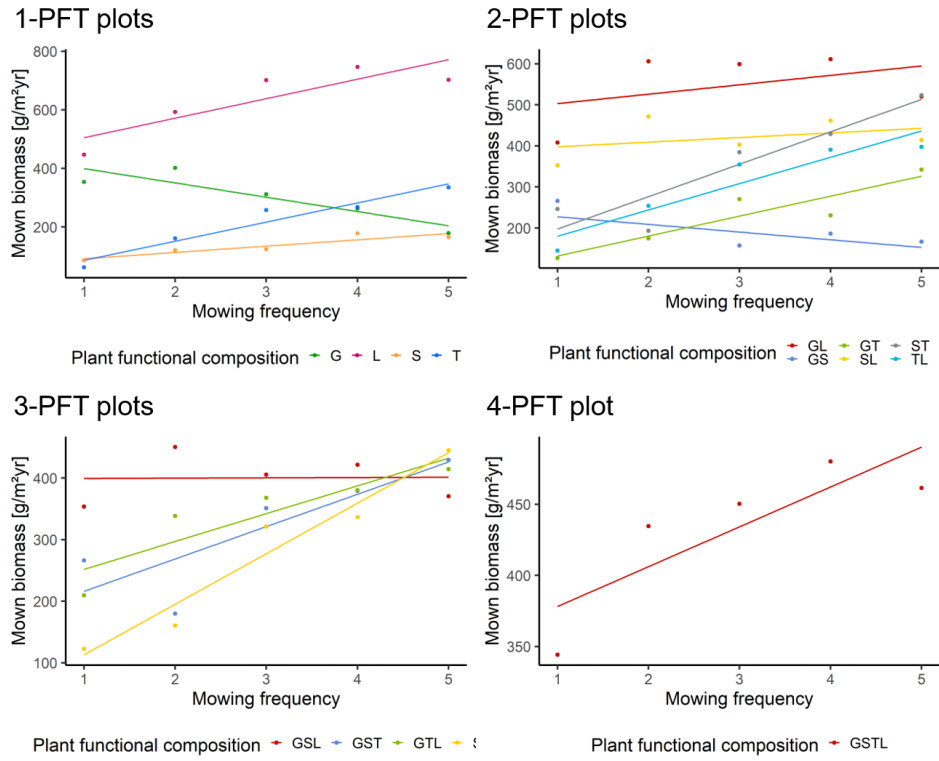 1-PFT plots
Mown biomass [g/m²yr]
800
600
400
200
1 2 3 4 5
Mowing frequency
Plant functional composition G L S T
2-PFT plots
Mown biomass [g/m²yr]
600
500
400
300
200
1 2 3 4 5
Mowing frequency
Plant functional composition GL GT ST
GS SL TL
3-PFT plots
Mown biomass [g/m²yr]
400
300
200
100
1 2 3 4 5
Mowing frequency
Plant functional composition GSL GST GTL
4-PFT plot
Mown biomass [g/m²yr]
450
400
350
1 2 3 4 5
Mowing frequency
Plant functional composition GSTL